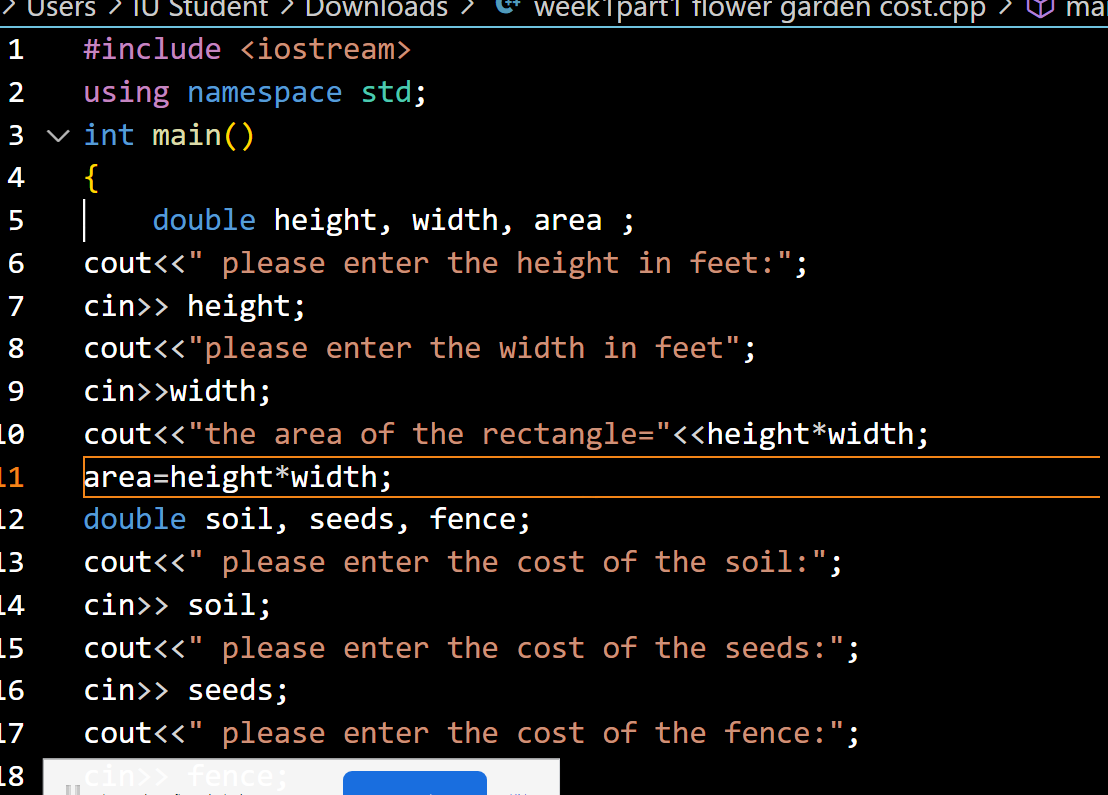 > Users > IU Student > Downloads > week1part1 flower garden cost.cpp >
1 #include <iostream>
2 using namespace std;
3 int main()
4 {
5 double height, width, area ;
6 cout<<" please enter the height in feet:";
7 cin>> height;
8 cout<<"please enter the width in feet";
9 cin>>width;
10 cout<<"the area of the rectangle="<<height*width;
11 area=height*width;
12 double soil, seeds, fence;
13 cout<<" please enter the cost of the soil:";
14 cin>> soil;
15 cout<<" please enter the cost of the seeds:";
16 cin>> seeds;
17 cout<<" please enter the cost of the fence:";
18 cin>> fence;